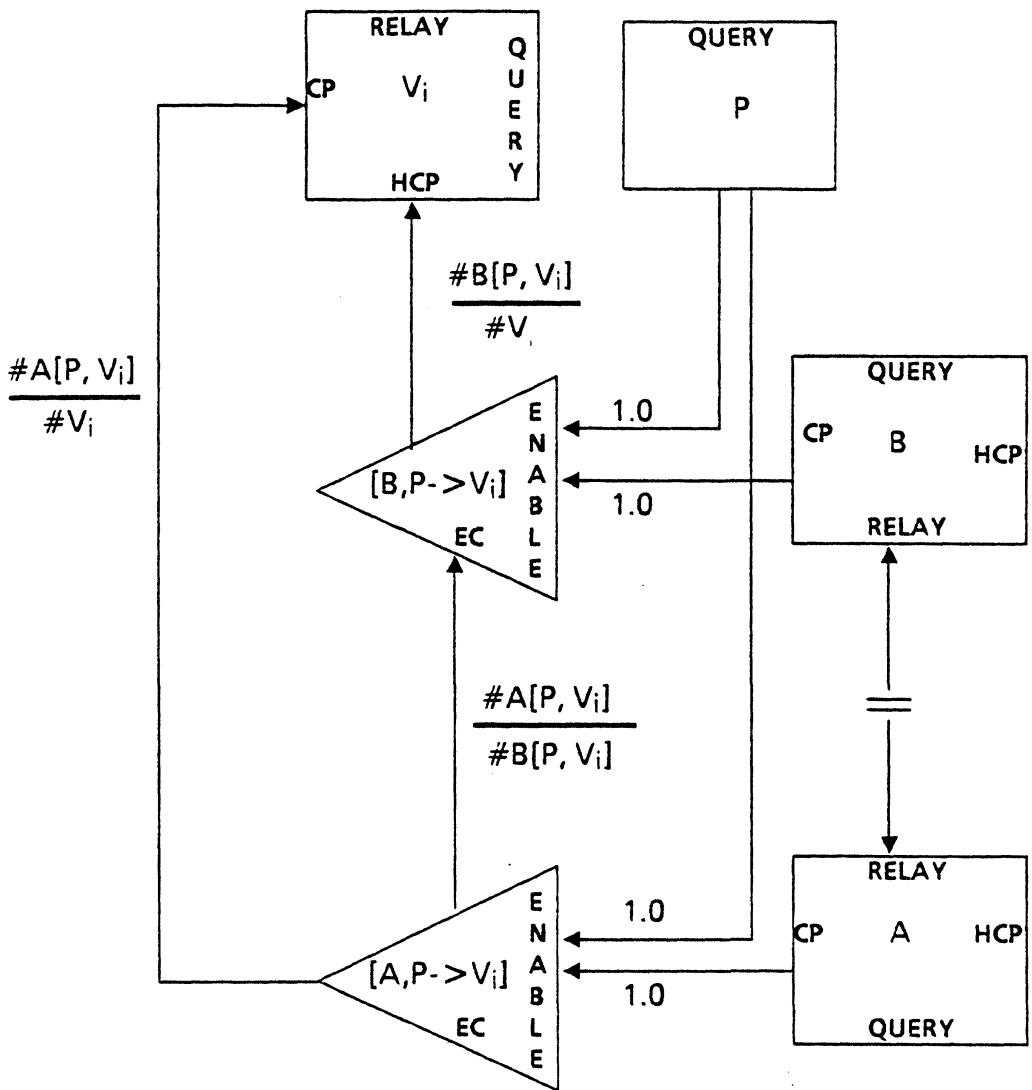 RELAY
CP
Vi
QUERY
HCP
QUERY
P
#B[P, Vi]
#V
#A[P, Vi]
#Vi
ENABLE
[B,P->Vi]
EC
1.0
1.0
QUERY
CP
B
HCP
RELAY
#A[P, Vi]
#B[P, Vi]
=
ENABLE
[A,P->Vi]
EC
1.0
1.0
RELAY
CP
A
HCP
QUERY